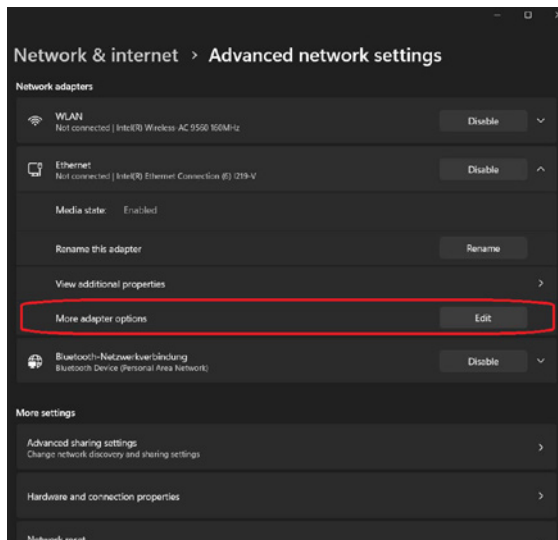 Network & internet > Advanced network settings
Network adapters
WLAN
Disable
Not connected | Intel(R) Wireless-AC 9560 160MHz
Ethernet
Disable
Not connected | Intel(R) Ethernet Connection (6) I219-V
Media state: Enabled
Rename this adapter Rename
View additional properties
More adapter options Edit
Bluetooth-Netzwerkverbindung
Disable
Bluetooth Device (Personal Area Network)
More settings
Advanced sharing settings
Change network discovery and sharing settings
Hardware and connection properties
Network reset